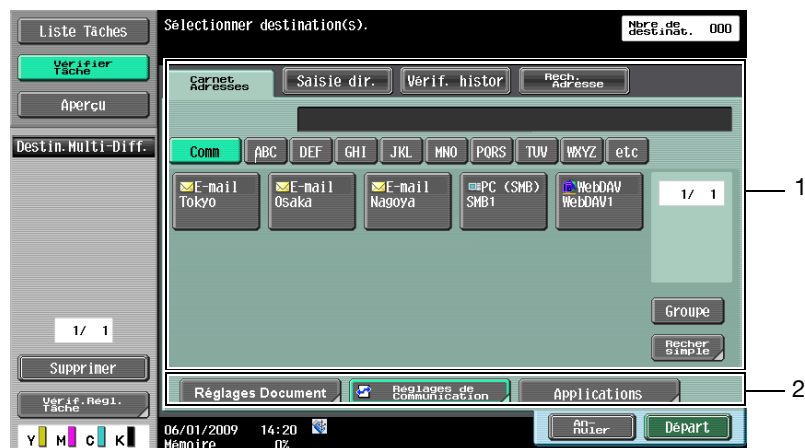 Liste Tâches
Sélectionner destination(s).
Nbre de
destinat. 000
Vérifier
Tâche
Aperçu
Destin.Multi-Diff.
1/ 1
Supprimer
Vérif.Régl.
Tâche
Y M C K
Carnet
Adresses
Saisie dir.
Vérif. histor
Rech.
Adresse
Comm ABC DEF GHI JKL MNO PQRS TUV WXYZ etc
E-mail
Tokyo
E-mail
Osaka
E-mail
Nagoya
PC (SMB)
SMB1
WebDAV
WebDAV1
1/ 1
Groupe
Recher
simple
Réglages Document
Réglages de
Communication
Applications
06/01/2009 14:20
Mémoire 0%
An-
nuler
Départ
1
2